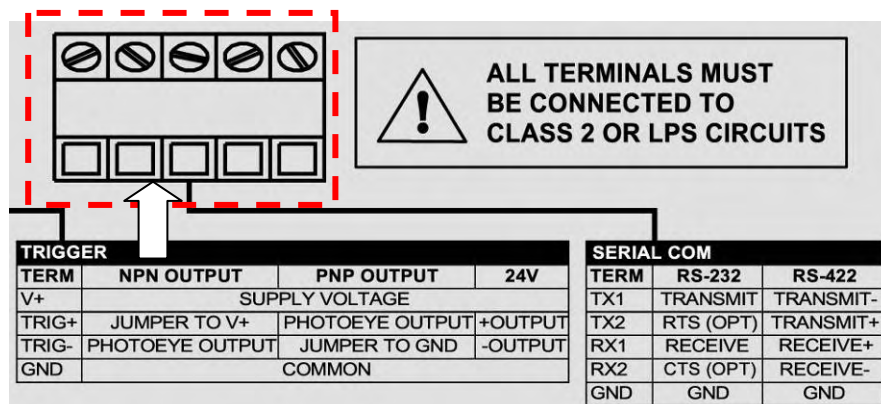 ALL TERMINALS MUST
BE CONNECTED TO
CLASS 2 OR LPS CIRCUITS
TRIGGER
TERM NPN OUTPUT PNP OUTPUT 24V
V+ SUPPLY VOLTAGE
TRIG+ JUMPER TO V+ PHOTOEYE OUTPUT +OUTPUT
TRIG- PHOTOEYE OUTPUT JUMPER TO GND -OUTPUT
GND COMMON
SERIAL COM
TERM RS-232 RS-422
TX1 TRANSMIT TRANSMIT-
TX2 RTS (OPT) TRANSMIT+
RX1 RECEIVE RECEIVE+
RX2 CTS (OPT) RECEIVE-
GND GND GND